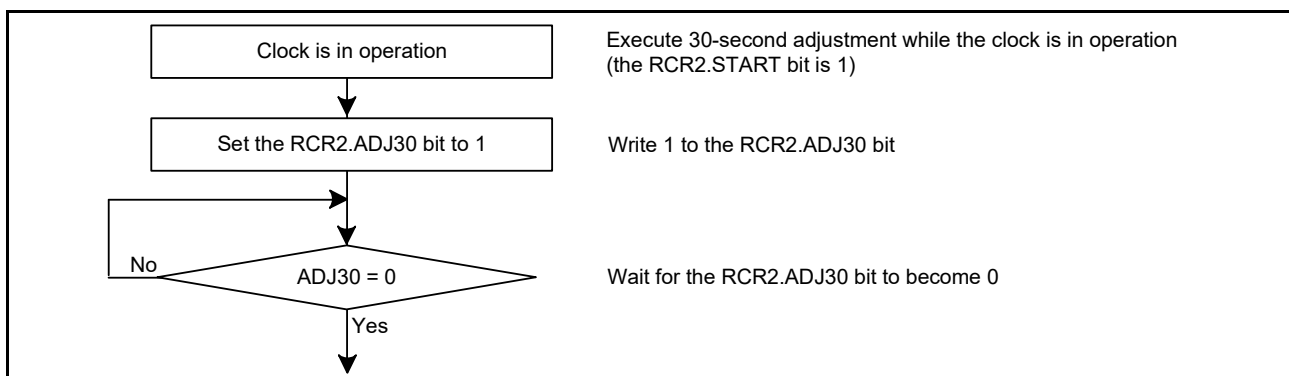 Clock is in operation
Execute 30-second adjustment while the clock is in operation
(the RCR2.START bit is 1)
Set the RCR2.ADJ30 bit to 1
Write 1 to the RCR2.ADJ30 bit
No
ADJ30 = 0
Wait for the RCR2.ADJ30 bit to become 0
Yes